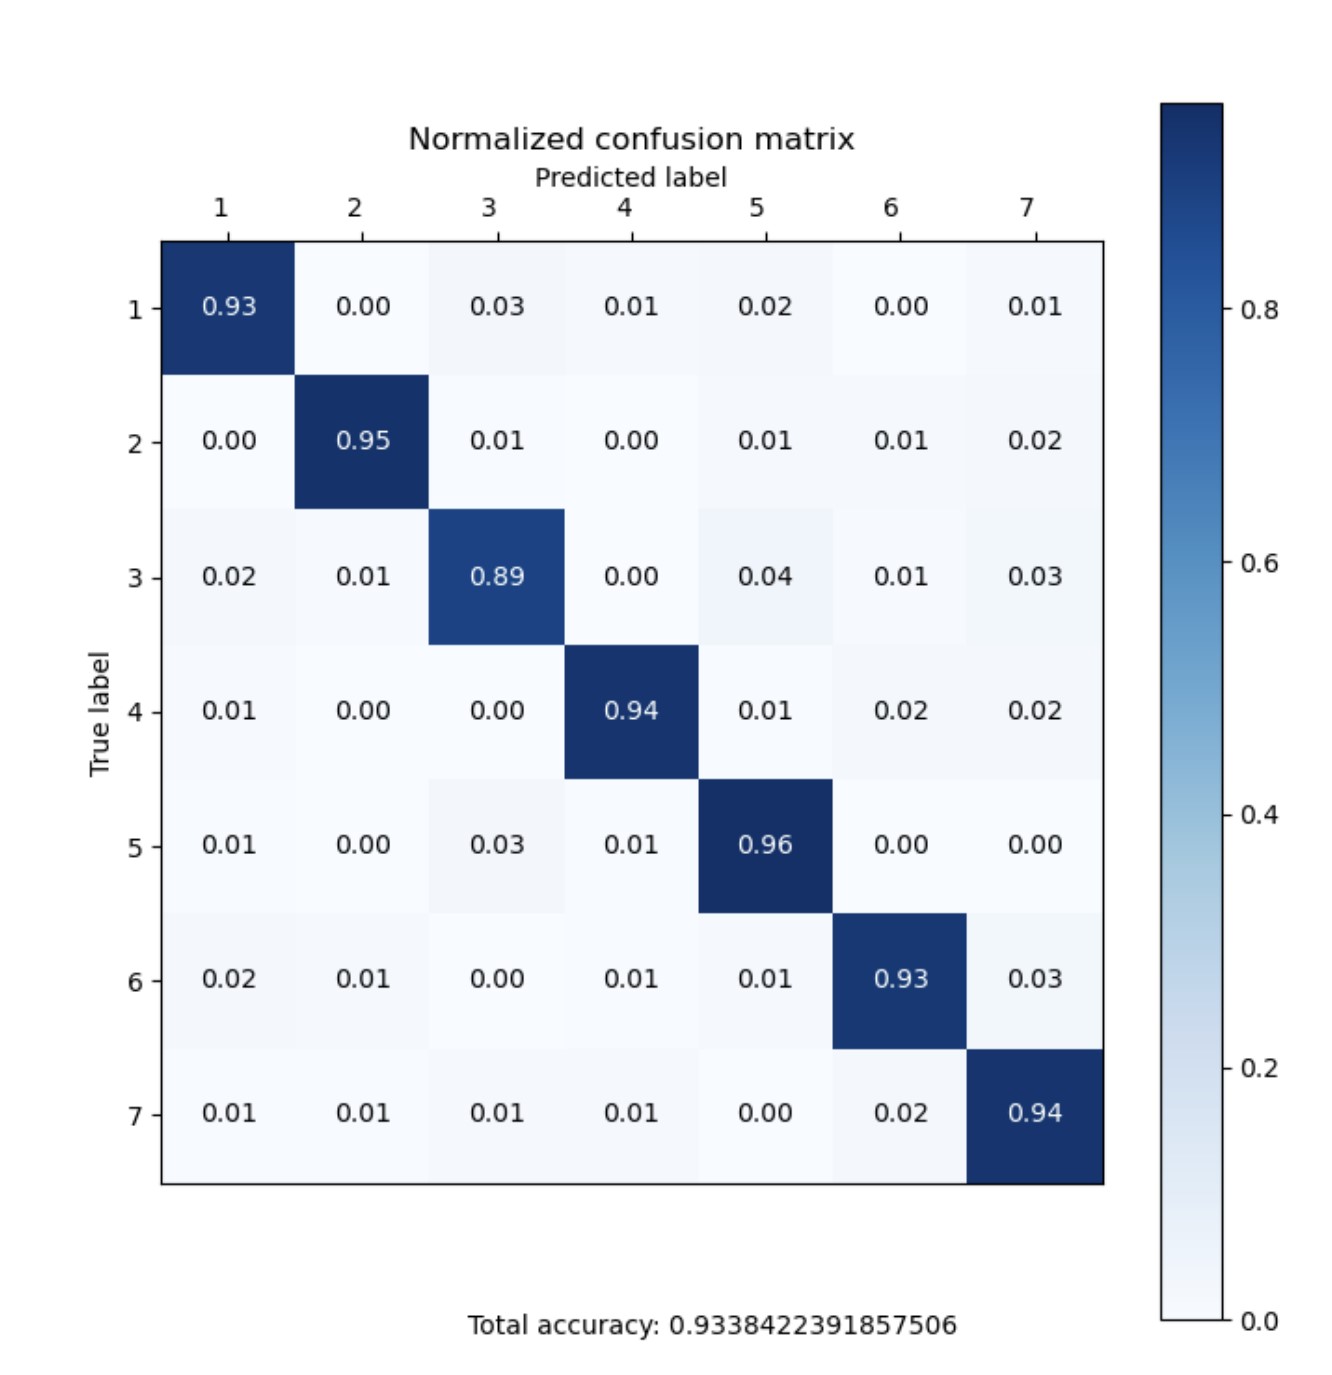 Normalized confusion matrix
Predicted label
1 2 3 4 5 6 7
1 0.93 0.00 0.03 0.01 0.02 0.00 0.01
2 0.00 0.95 0.01 0.00 0.01 0.01 0.02
3 0.02 0.01 0.89 0.00 0.04 0.01 0.03
4 0.01 0.00 0.00 0.94 0.01 0.02 0.02
5 0.01 0.00 0.03 0.01 0.96 0.00 0.00
6 0.02 0.01 0.00 0.01 0.01 0.93 0.03
7 0.01 0.01 0.01 0.01 0.00 0.02 0.94
True label
0.8
0.6
0.4
0.2
0.0
Total accuracy: 0.9338422391857506